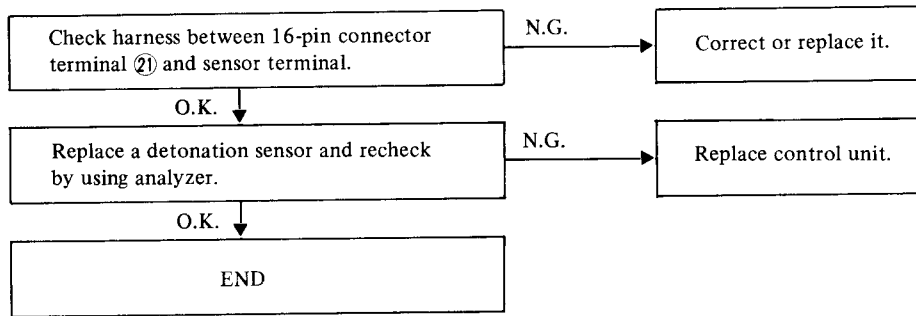 Check harness between 16-pin connector
terminal ㉑ and sensor terminal.
N.G.
Correct or replace it.
O.K.
Replace a detonation sensor and recheck
by using analyzer.
N.G.
Replace control unit.
O.K.
END